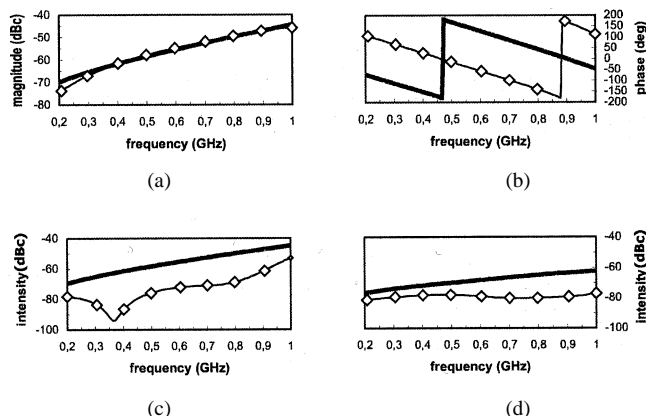 -40
-50
-60
-70
-80
magnitude (dBc)
0,2 0,3 0,4 0,5 0,6 0,7 0,8 0,9 1
frequency (GHz)
(a)
200
150
100
50
0
-50
-100
-150
-200
phase (deg)
0,2 0,3 0,4 0,5 0,6 0,7 0,8 0,9 1
frequency (GHz)
(b)
-40
-60
-80
-100
intensity (dBc)
0,2 0,3 0,4 0,5 0,6 0,7 0,8 0,9 1
frequency (GHz)
(c)
-40
-60
-80
-100
intensity (dBc)
0,2 0,3 0,4 0,5 0,6 0,7 0,8 0,9 1
frequency (GHz)
(d)